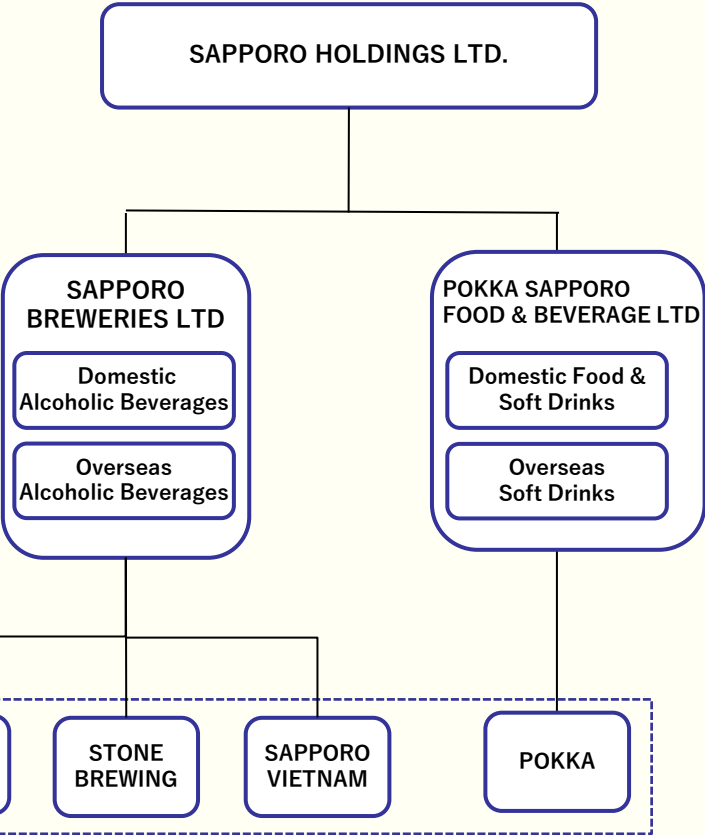 SAPPORO HOLDINGS LTD.
SAPPORO
BREWERIES LTD
Domestic
Alcoholic Beverages
Overseas
Alcoholic Beverages
POKKA SAPPORO
FOOD & BEVERAGE LTD
Domestic Food &
Soft Drinks
Overseas
Soft Drinks
STONE
BREWING
SAPPORO
VIETNAM
POKKA